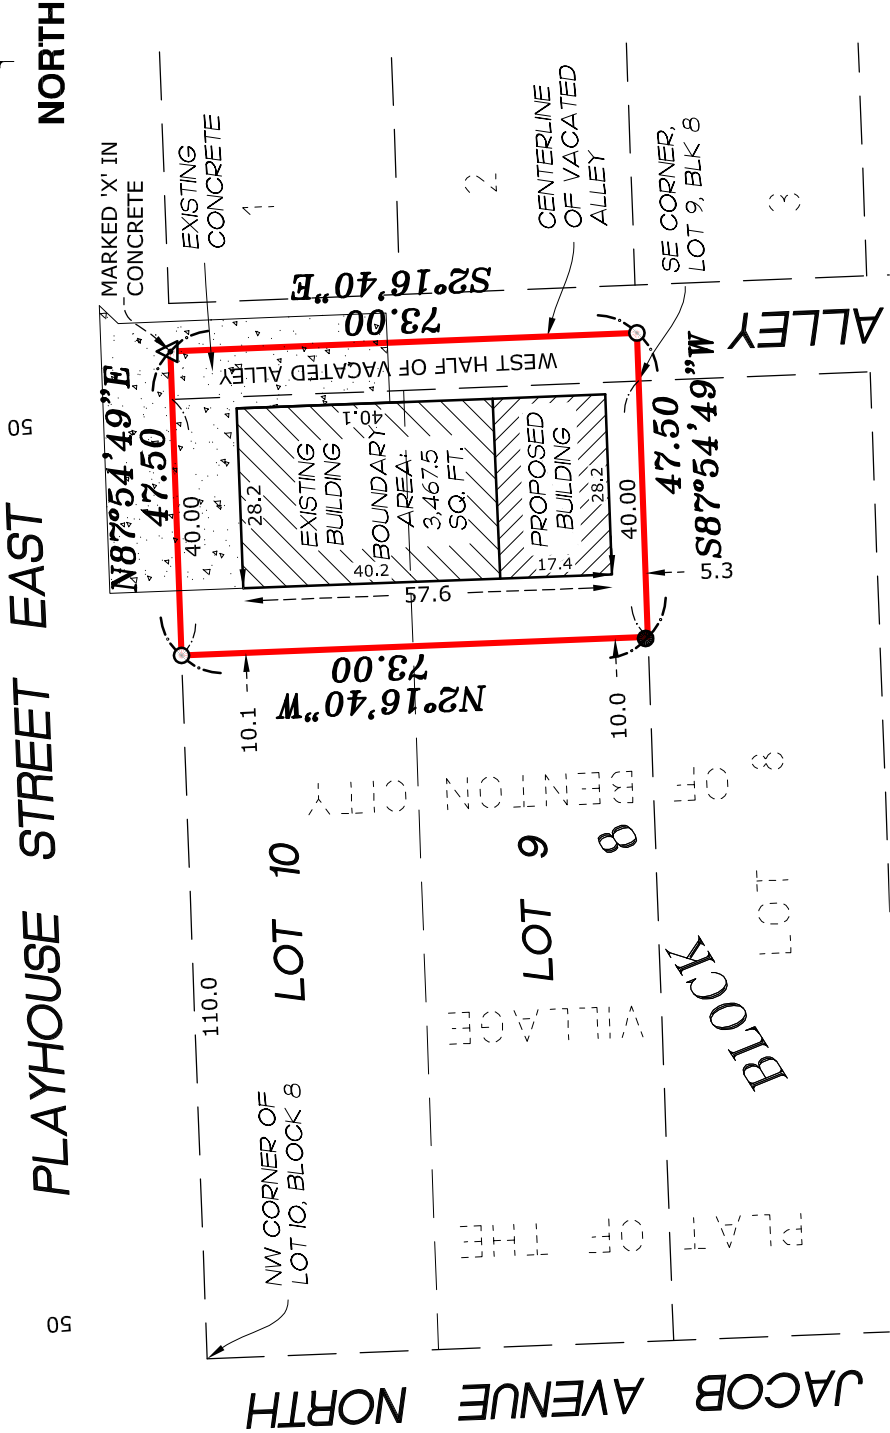 NORTH
MARKED 'X' IN
CONCRETE
EXISTING
CONCRETE
1
2
3
CENTERLINE
OF VACATED
ALLEY
SE CORNER,
LOT 9, BLK 8
S2°16'40"E
73.00
WEST HALF OF VACATED ALLEY
ALLEY
N87°54'49"E
47.50
40.00
28.2
40.1
EXISTING
BUILDING
BOUNDARY
AREA:
3,467.5
SQ. FT.
40.2
PROPOSED
BUILDING
28.2
17.4
57.6
40.00
47.50
S87°54'49"W
5.3
73.00
N2°16'40"W
10.1
10.0
50
PLAYHOUSE STREET EAST
50
110.0
LOT 10
LOT 9
BLOCK 8
LOT 3
PLAT OF THE
VILLAGE
OF BENTON CITY
NW CORNER OF
LOT 10, BLOCK 8
JACOB AVENUE NORTH